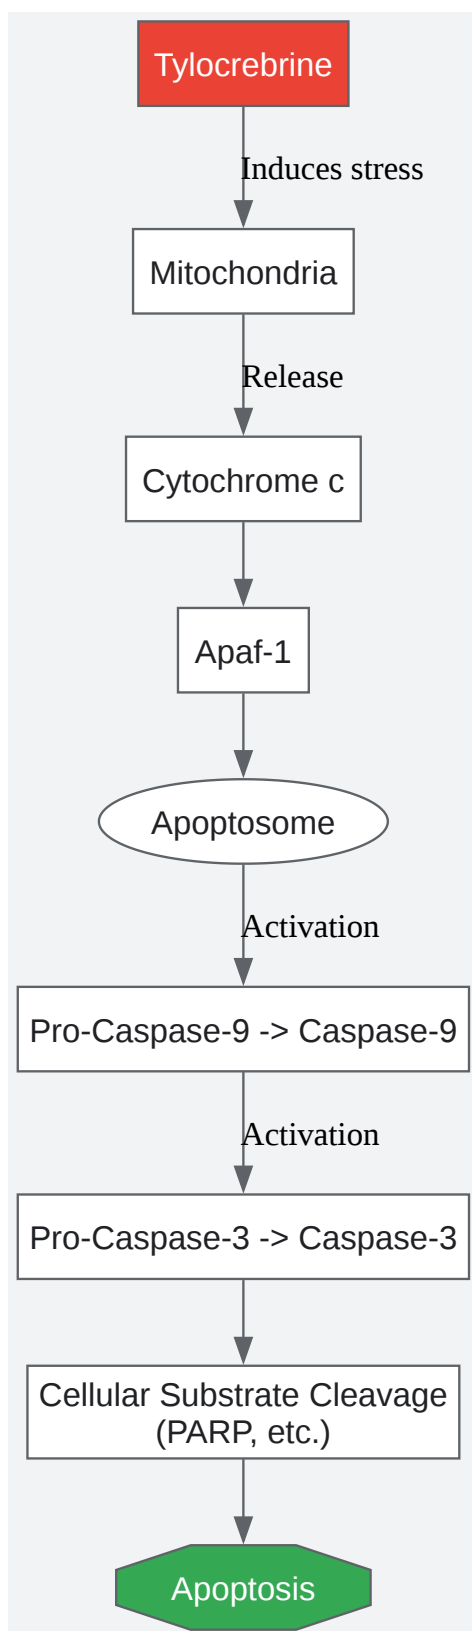 Tylocrebrine
Induces stress
Mitochondria
Release
Cytochrome c
Apaf-1
Apoptosome
Activation
Pro-Caspase-9 -> Caspase-9
Activation
Pro-Caspase-3 -> Caspase-3
Cellular Substrate Cleavage
(PARP, etc.)
Apoptosis